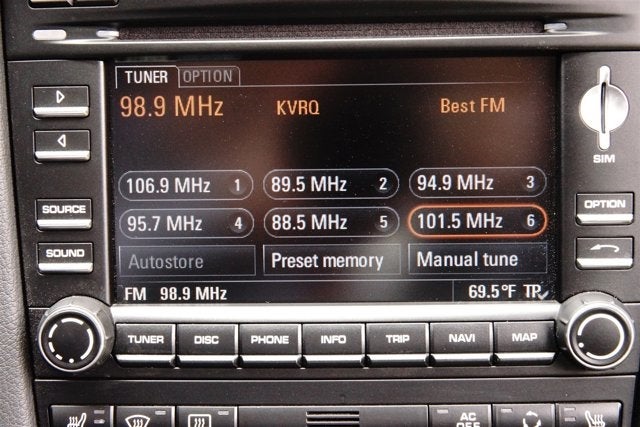 TUNER OPTION
98.9 MHz KVRQ Best FM
106.9 MHz 1 89.5 MHz 2 94.9 MHz 3
95.7 MHz 4 88.5 MHz 5 101.5 MHz 6
Autostore Preset memory Manual tune
FM 98.9 MHz 69.5°F TP
SOURCE
SOUND
SIM
OPTION
TUNER DISC PHONE INFO TRIP NAVI MAP
AC
OFF